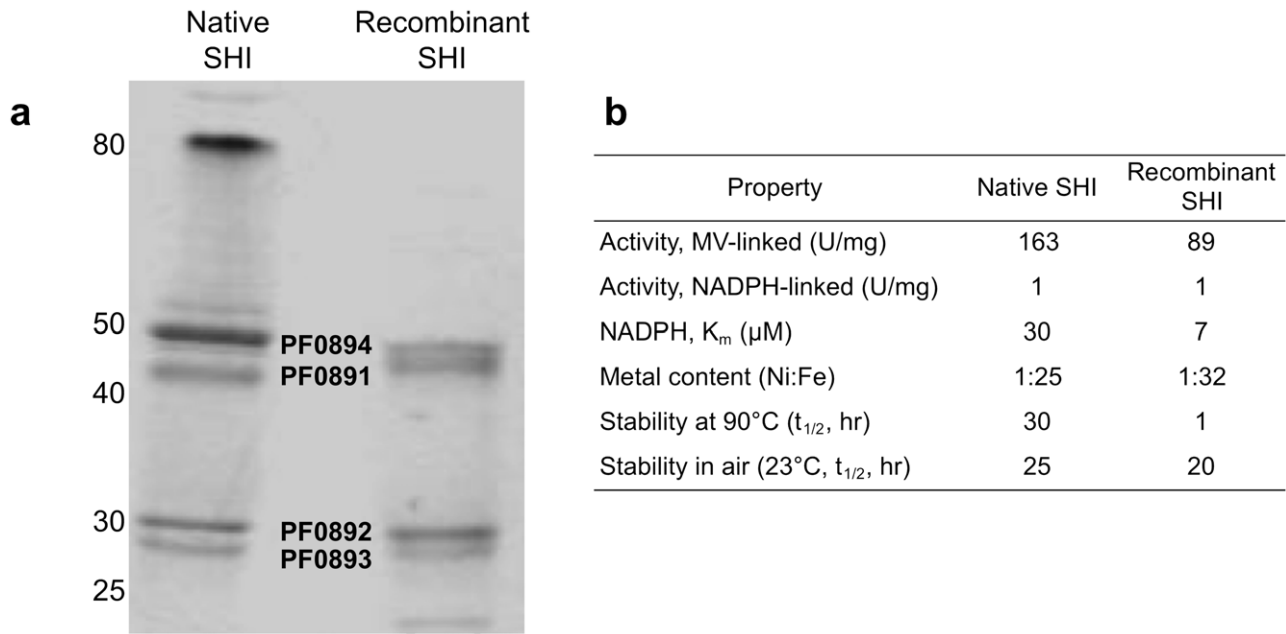 Native SHI
Recombinant SHI
a
80
50
40
30
25
PF0894
PF0891
PF0892
PF0893
b
Property Native SHI Recombinant SHI
Activity, MV-linked (U/mg) 163 89
Activity, NADPH-linked (U/mg) 1 1
NADPH, Kₘ (µM) 30 7
Metal content (Ni:Fe) 1:25 1:32
Stability at 90°C (t₁/₂, hr) 30 1
Stability in air (23°C, t₁/₂, hr) 25 20